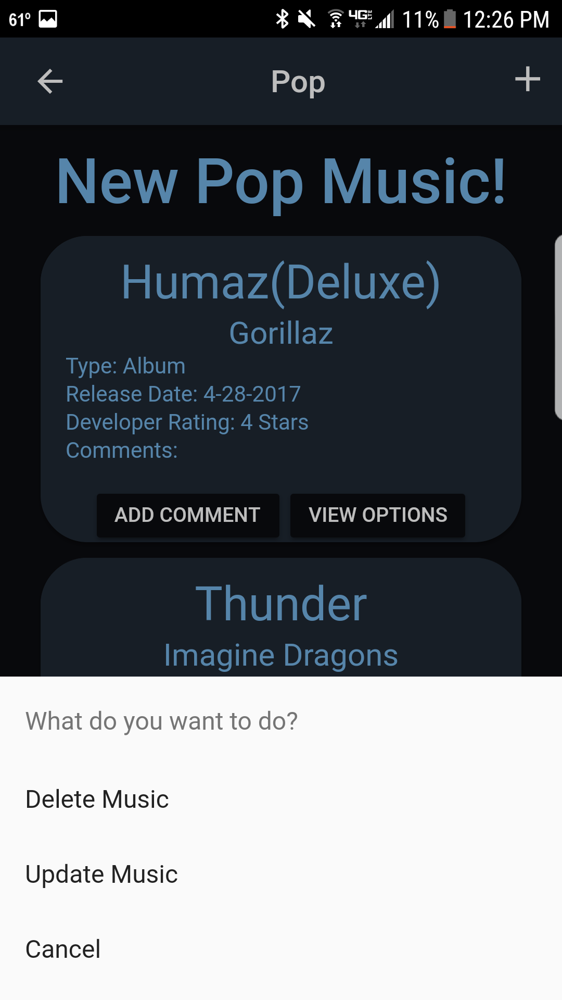 61° 4G LTE 11% 12:26 PM
Pop
New Pop Music!
Humaz(Deluxe)
Gorillaz
Type: Album
Release Date: 4-28-2017
Developer Rating: 4 Stars
Comments:
ADD COMMENT VIEW OPTIONS
Thunder
Imagine Dragons
What do you want to do?
Delete Music
Update Music
Cancel